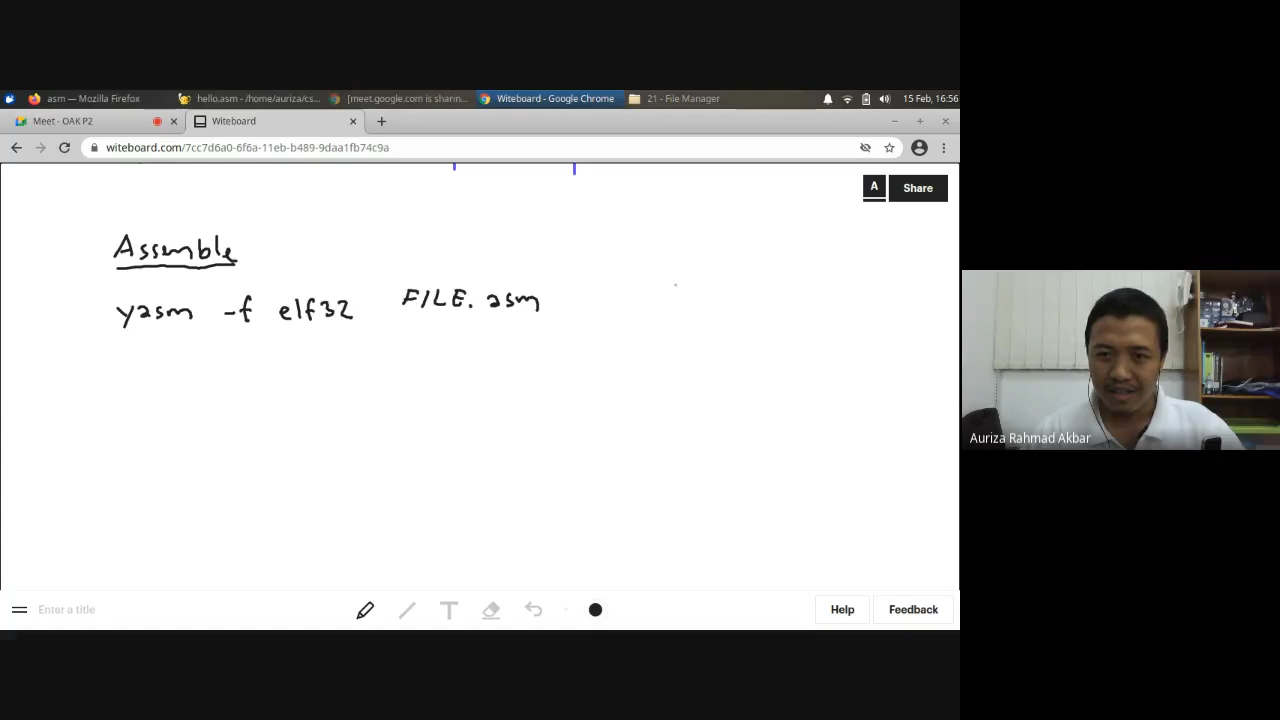 asm — Mozilla Firefox
hello.asm - /home/auriza/cs...
[meet.google.com is sharin...
Witeboard - Google Chrome
21 - File Manager
15 Feb, 16:56
Meet - OAK P2
Witeboard
witeboard.com/7cc7d6a0-6f6a-11eb-b489-9daa1fb74c9a
A
Share
Assemble
yasm -f elf32 FILE.asm
Auriza Rahmad Akbar
Enter a title
T
Help
Feedback